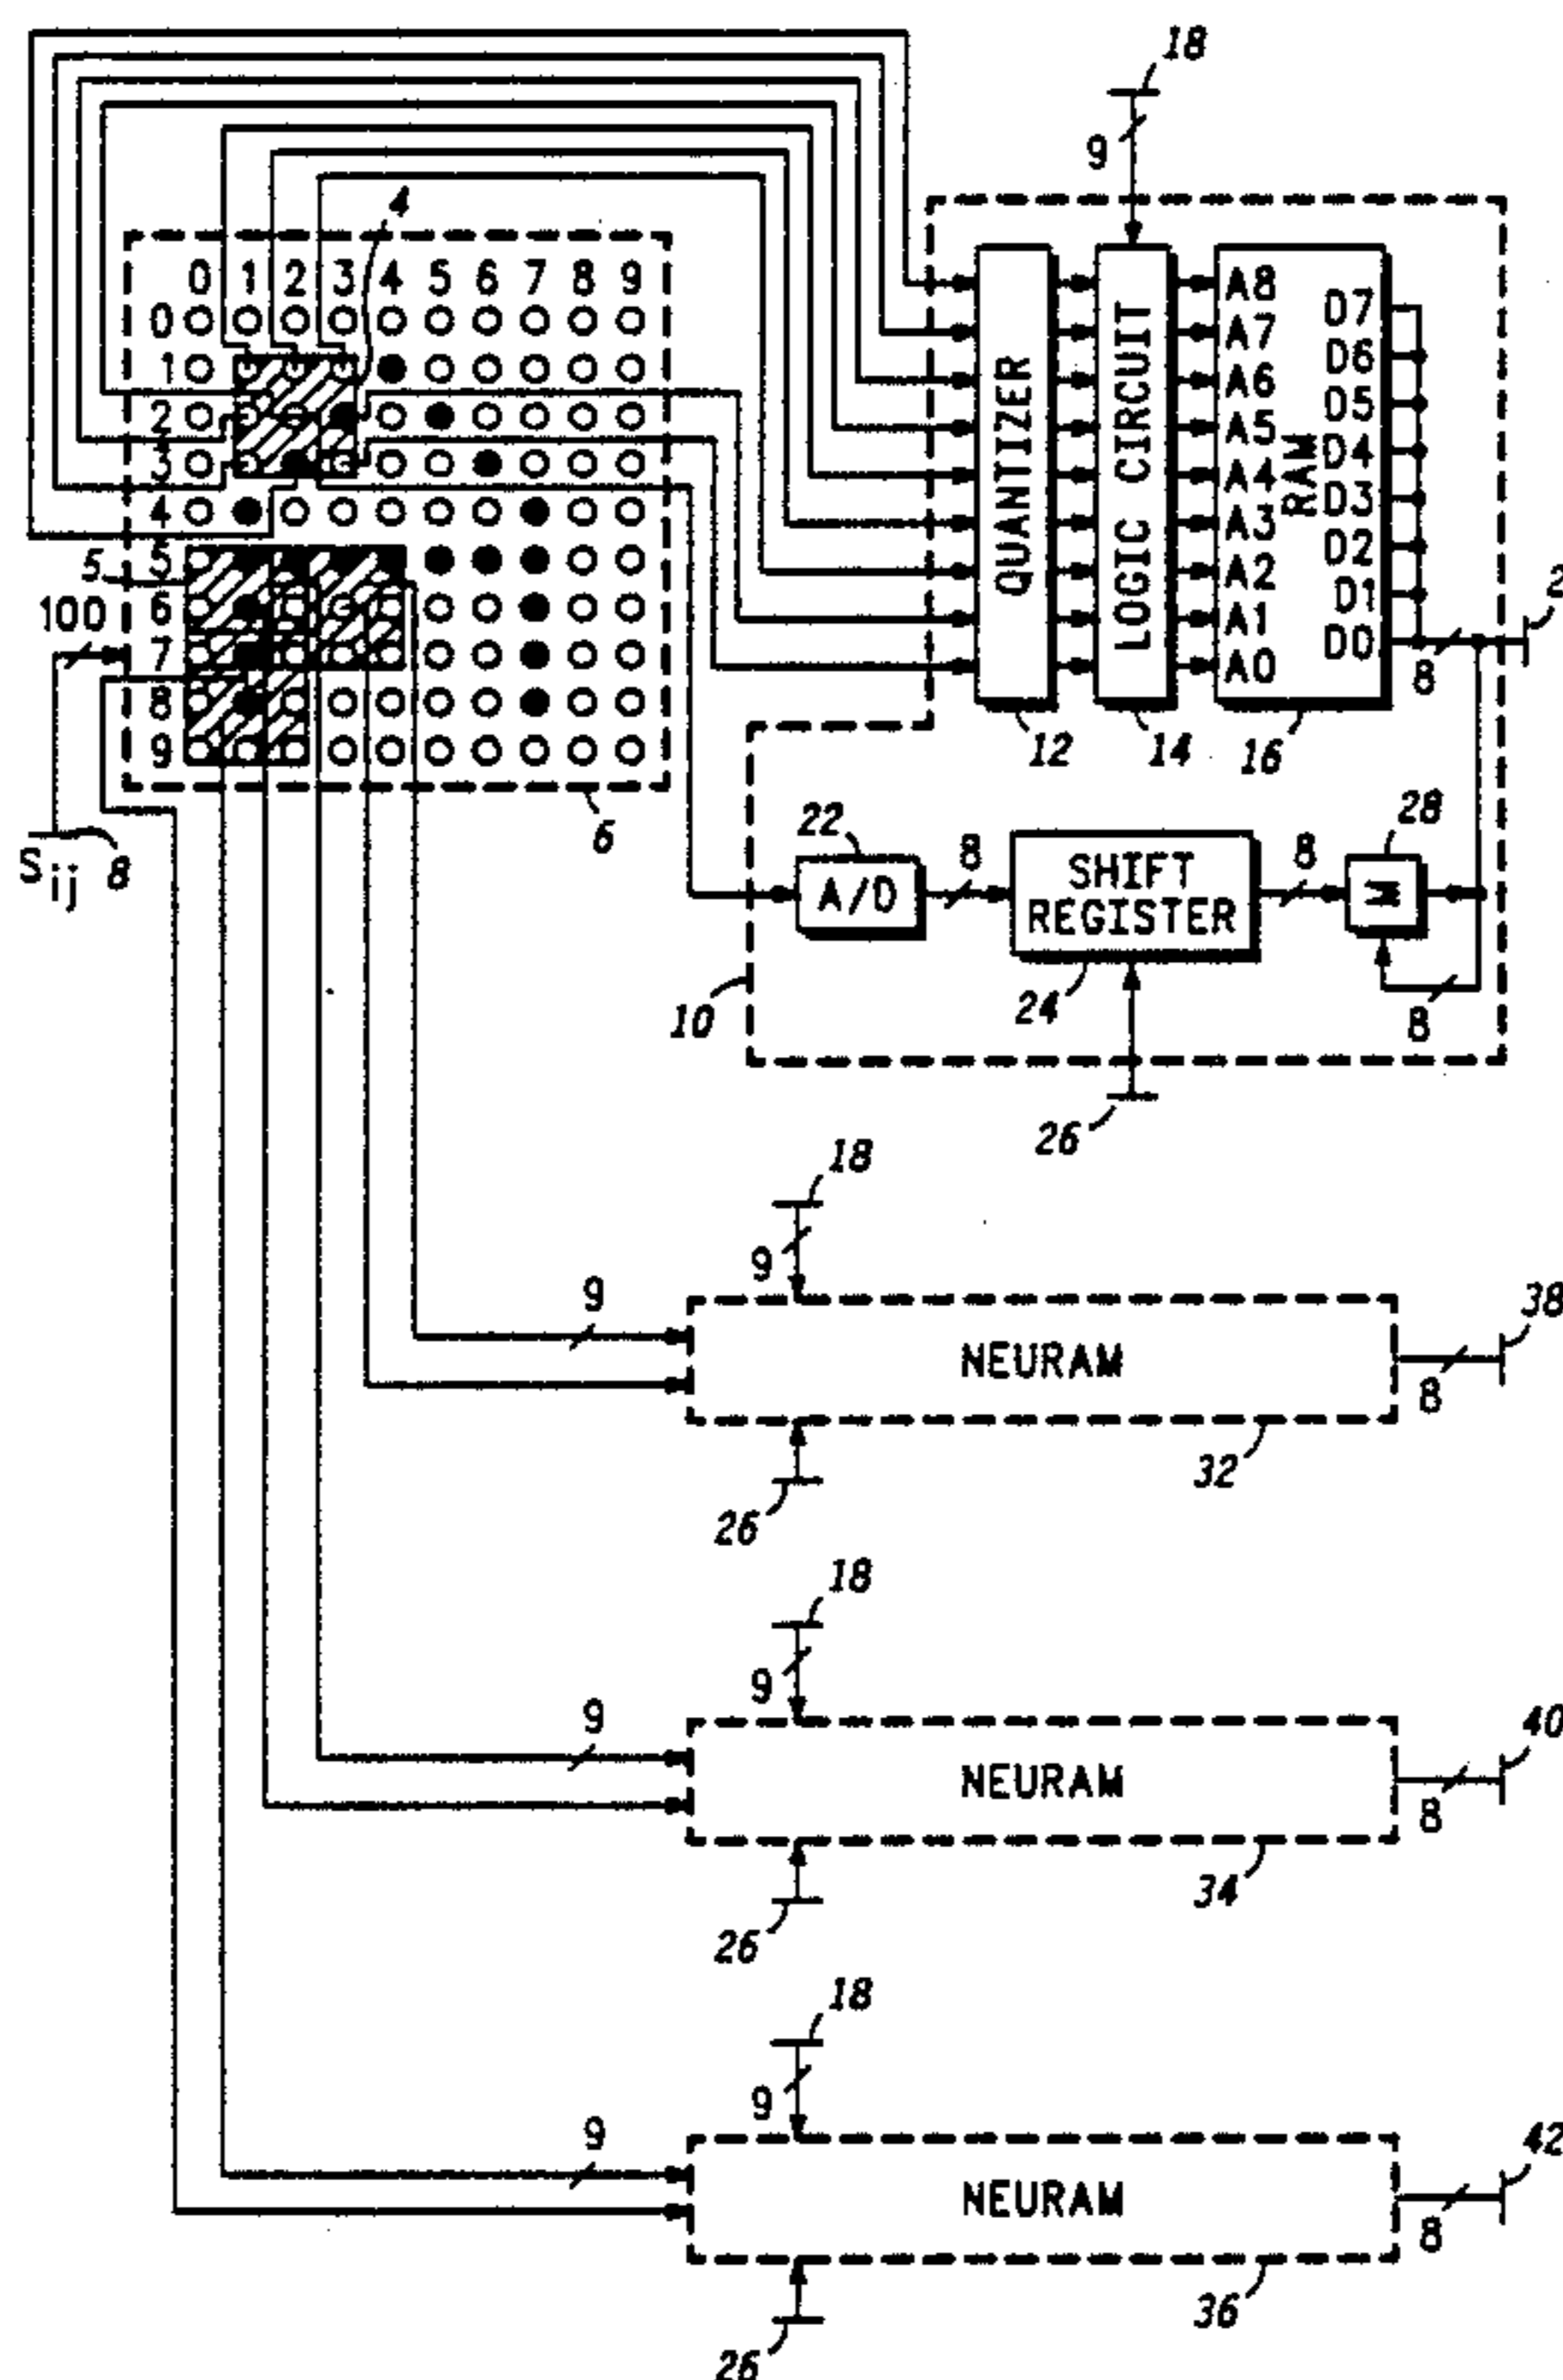 18
9
4
0 1 2 3 4 5 6 7 8 9
0
1
2
3
4
5
6
7
8
9
5
100
S ij 8
6
QUANTIZER
LOGIC CIRCUIT
RAM
A8
A7
A6
A5
A4
A3
A2
A1
A0
D7
D6
D5
D4
D3
D2
D1
D0
8
12
14
16
22
A/D
8
SHIFT
REGISTER
8
28
Σ
24
8
10
26
18
9
9
NEURAM
38
8
32
26
18
9
9
NEURAM
40
8
34
26
18
9
9
NEURAM
42
8
36
26